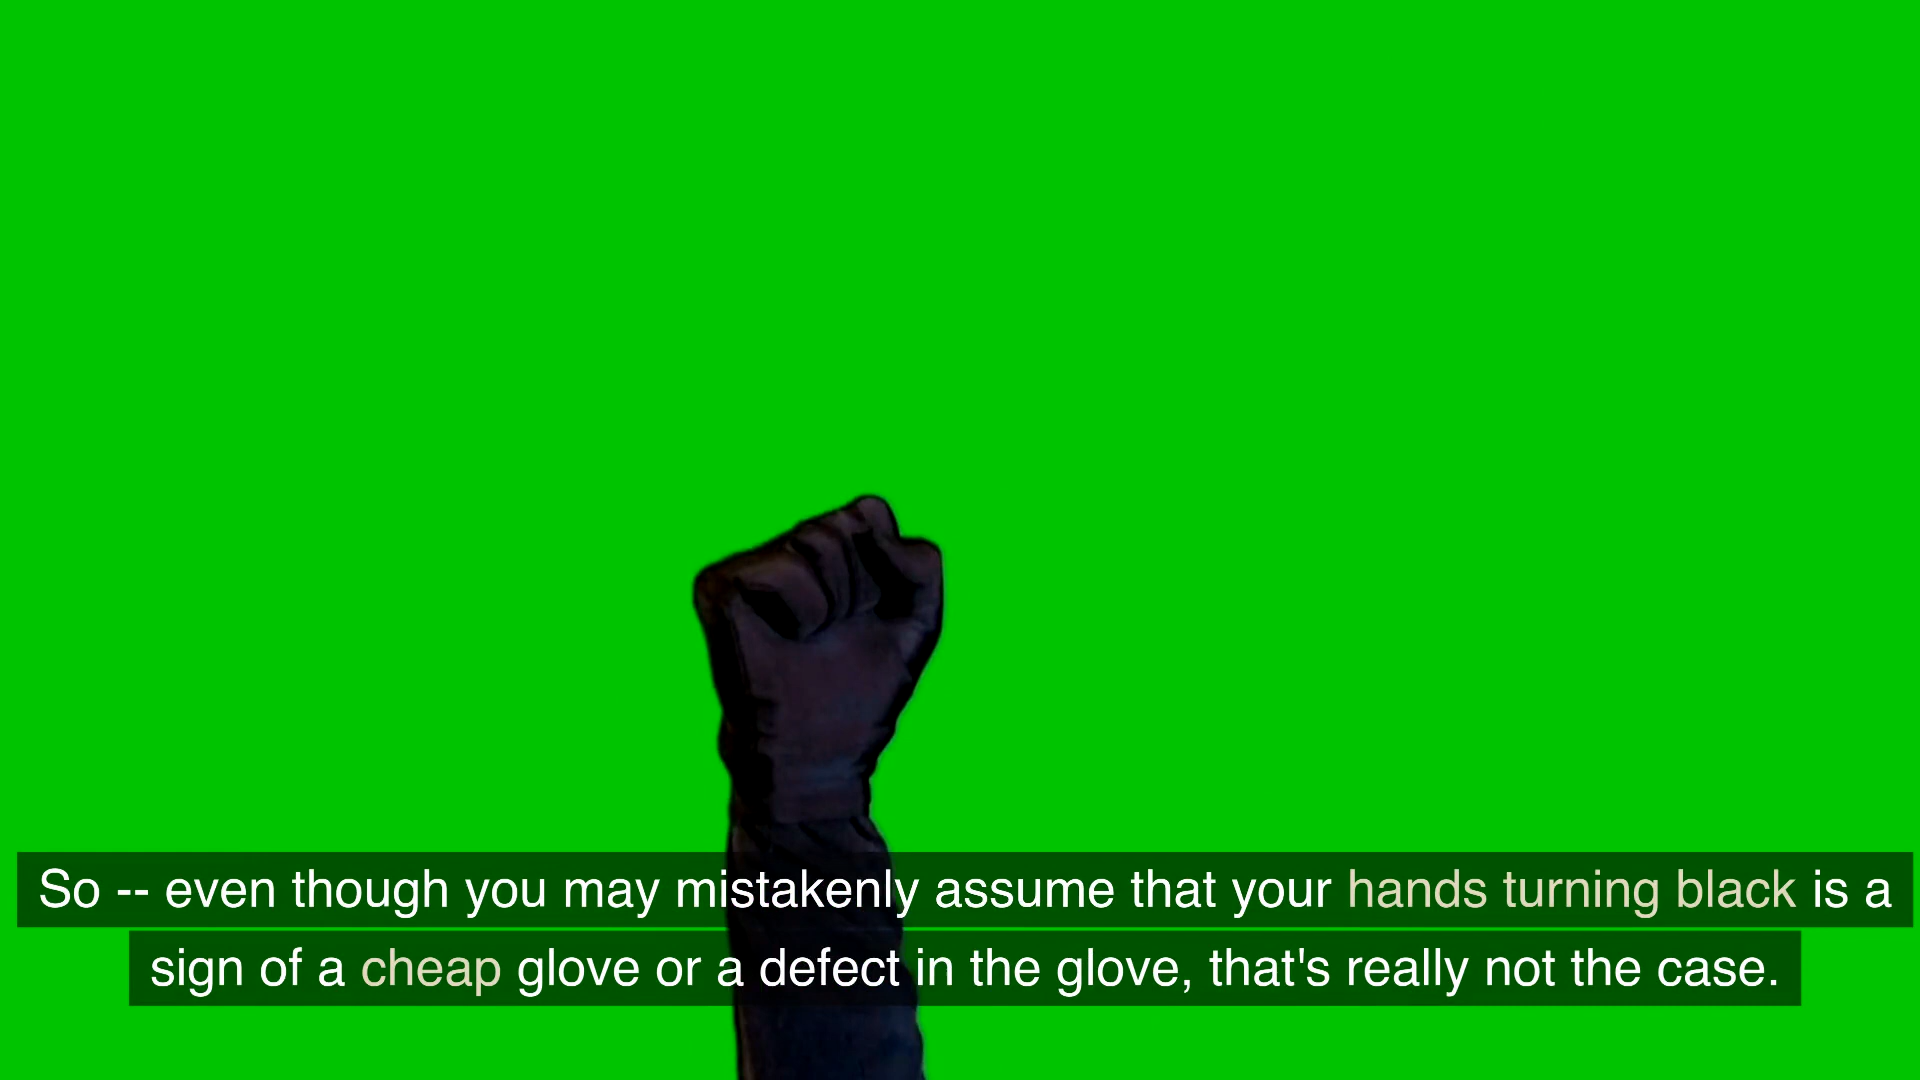 So -- even though you may mistakenly assume that your hands turning black is a
sign of a cheap glove or a defect in the glove, that's really not the case.